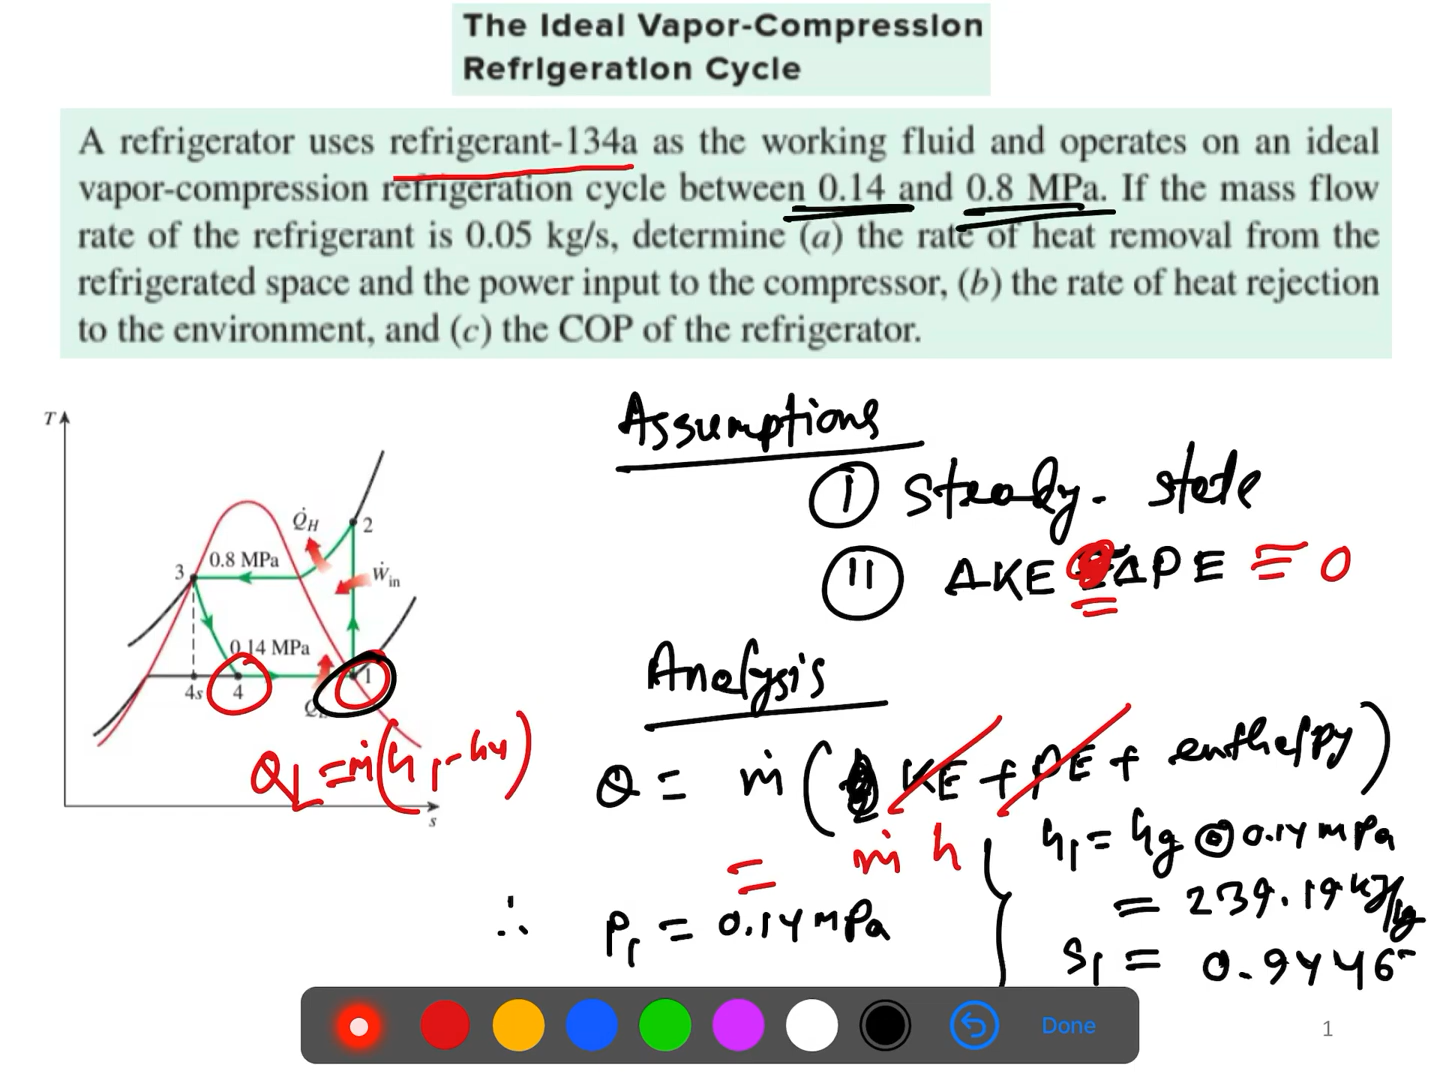 The Ideal Vapor-Compression
Refrigeration Cycle
A refrigerator uses refrigerant-134a as the working fluid and operates on an ideal
vapor-compression refrigeration cycle between 0.14 and 0.8 MPa. If the mass flow
rate of the refrigerant is 0.05 kg/s, determine (a) the rate of heat removal from the
refrigerated space and the power input to the compressor, (b) the rate of heat rejection
to the environment, and (c) the COP of the refrigerator.
T
Q̇H
2
3
0.8 MPa
Ẇin
0.14 MPa
4s
4
1
s
QL = ṁ(h1 - h4)
Assumptions
I Steady-state
II ΔKE ΔPE = 0
Analysis
Q = ṁ ( KE + PE + enthalpy )
= ṁ h
h1 = hg @ 0.14 MPa
= 239.19 kJ/kg
∴ P1 = 0.14 MPa
S1 = 0.9446
Done
1